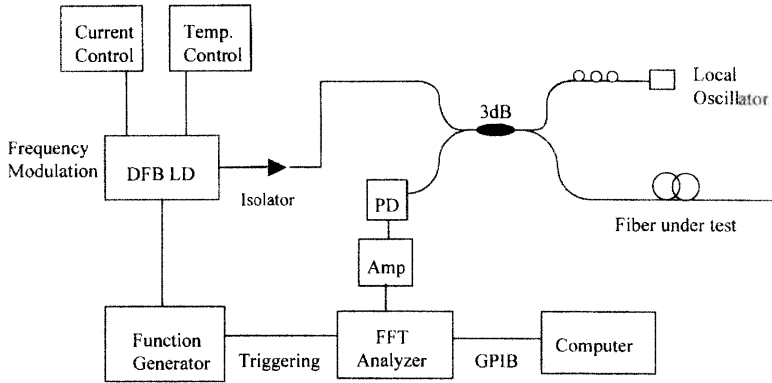 Current
Control
Temp.
Control
3dB
Local
Oscillator
Frequency
Modulation
DFB LD
Isolator
PD
Fiber under test
Amp
Function
Generator
Triggering
FFT
Analyzer
GPIB
Computer